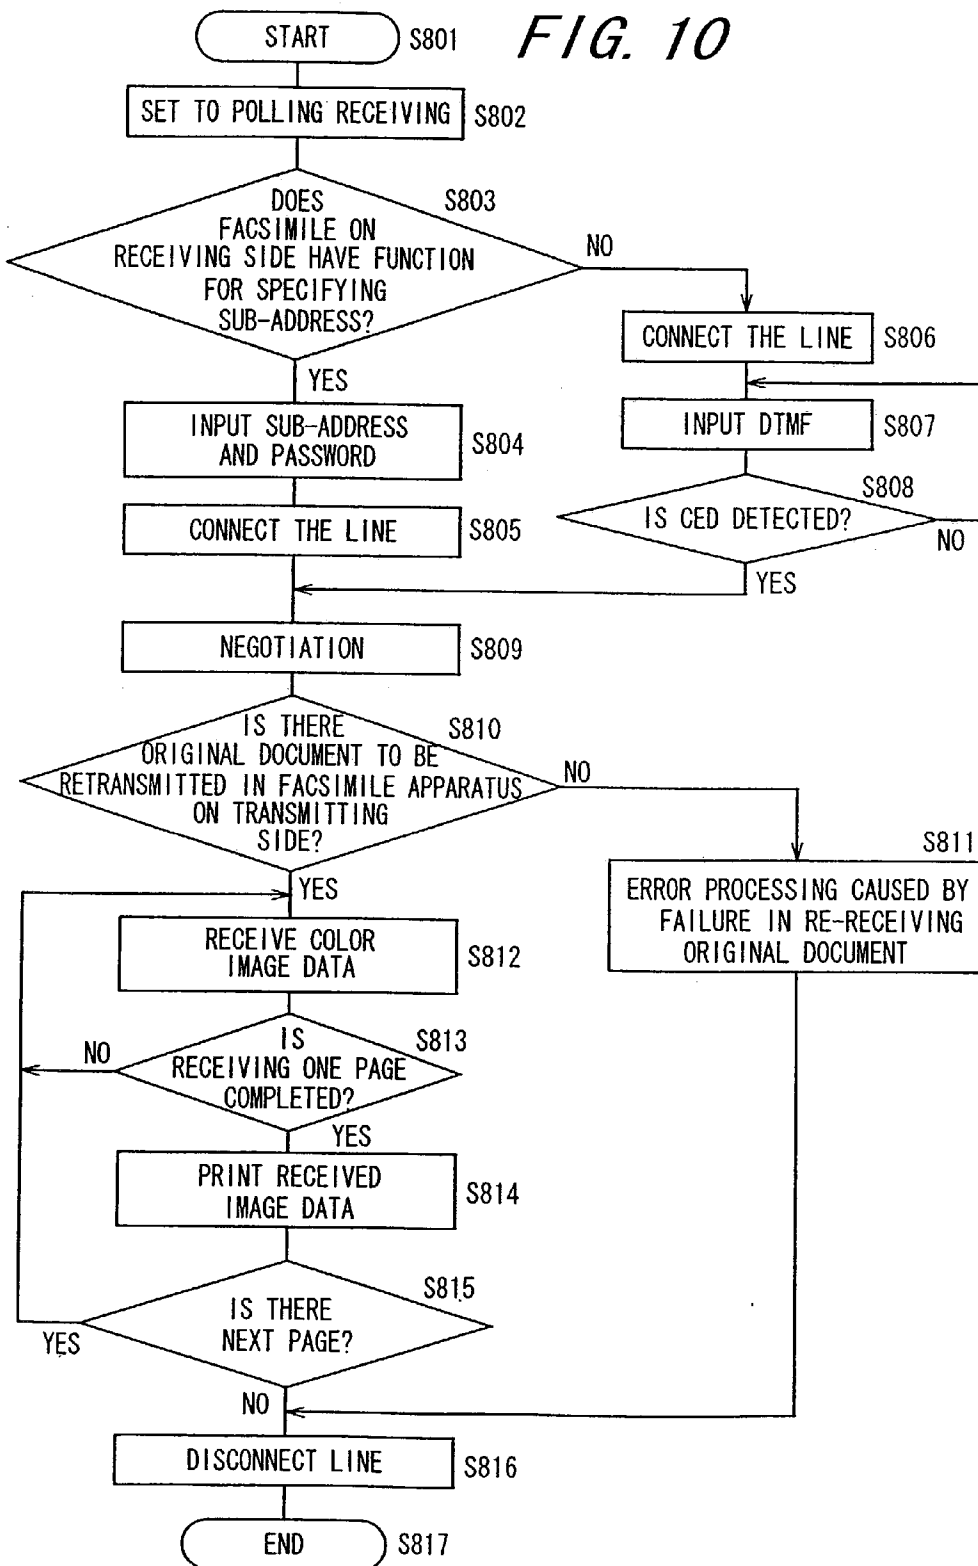 FIG. 10
START S801
SET TO POLLING RECEIVING S802
S803
DOES
FACSIMILE ON
RECEIVING SIDE HAVE FUNCTION
FOR SPECIFYING
SUB-ADDRESS?
NO
YES
CONNECT THE LINE S806
INPUT SUB-ADDRESS
AND PASSWORD
S804
INPUT DTMF S807
CONNECT THE LINE S805
S808
IS CED DETECTED?
NO
YES
NEGOTIATION S809
S810
IS THERE
ORIGINAL DOCUMENT TO BE
RETRANSMITTED IN FACSIMILE APPARATUS
ON TRANSMITTING
SIDE?
NO
YES
S811
ERROR PROCESSING CAUSED BY
FAILURE IN RE-RECEIVING
ORIGINAL DOCUMENT
RECEIVE COLOR
IMAGE DATA
S812
S813
IS
RECEIVING ONE PAGE
COMPLETED?
NO
YES
PRINT RECEIVED
IMAGE DATA
S814
S815
IS THERE
NEXT PAGE?
YES
NO
DISCONNECT LINE S816
END S817